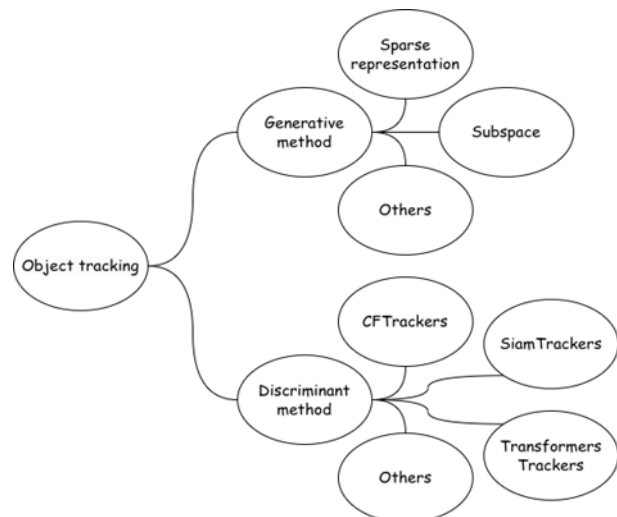 Sparse
representation
Generative
method
Subspace
Others
Object tracking
CFTrackers
SiamTrackers
Discriminant
method
Transformers
Trackers
Others